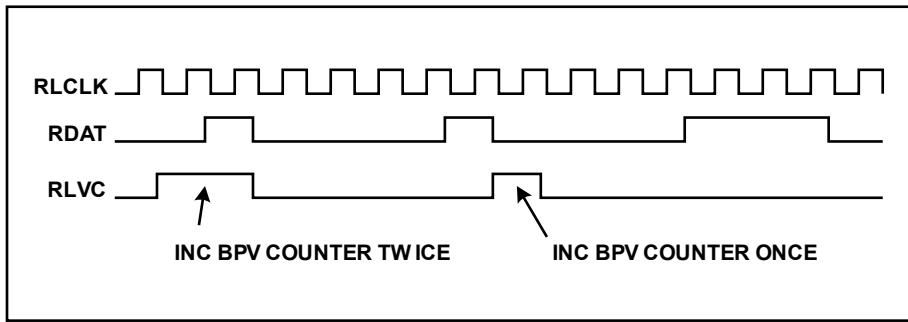 RLCLK
RDAT
RLVC
INC BPV COUNTER TWICE
INC BPV COUNTER ONCE